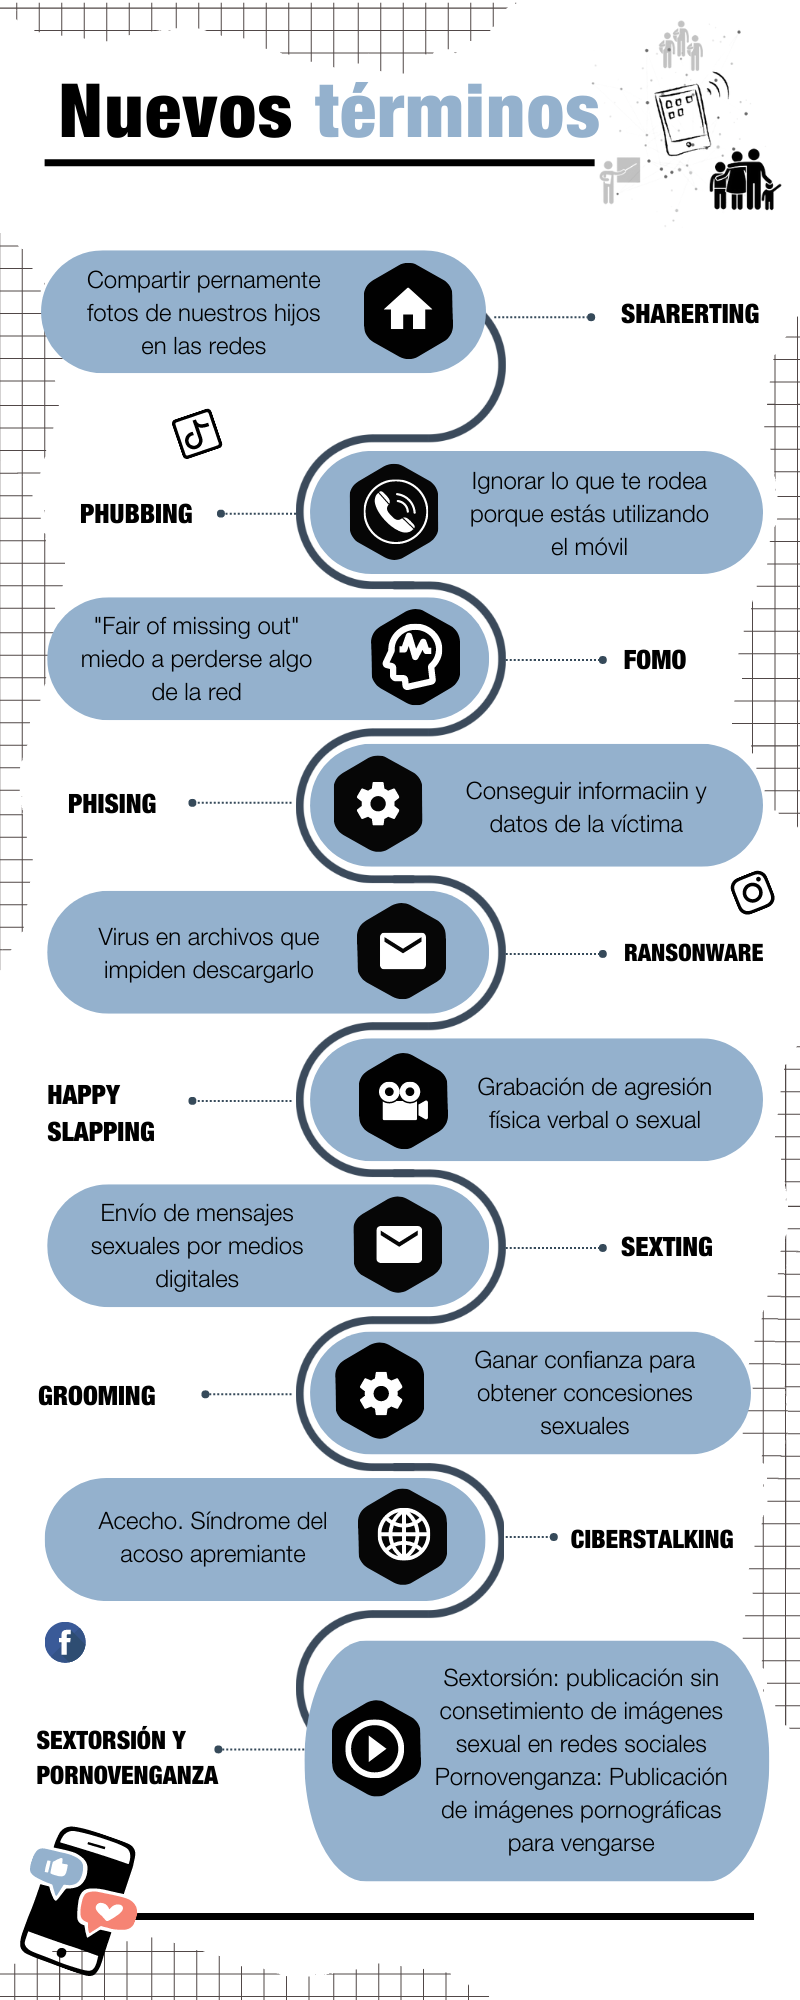 Nuevos términos
Compartir pernamente
fotos de nuestros hijos
en las redes
SHARERTING
PHUBBING
Ignorar lo que te rodea
porque estás utilizando
el móvil
"Fair of missing out"
miedo a perderse algo
de la red
FOMO
PHISING
Conseguir informaciin y
datos de la víctima
Virus en archivos que
impiden descargarlo
RANSONWARE
HAPPY
SLAPPING
Grabación de agresión
física verbal o sexual
Envío de mensajes
sexuales por medios
digitales
SEXTING
GROOMING
Ganar confianza para
obtener concesiones
sexuales
Acecho. Síndrome del
acoso apremiante
CIBERSTALKING
SEXTORSIÓN Y
PORNOVENGANZA
Sextorsión: publicación sin
consetimiento de imágenes
sexual en redes sociales
Pornovenganza: Publicación
de imágenes pornográficas
para vengarse